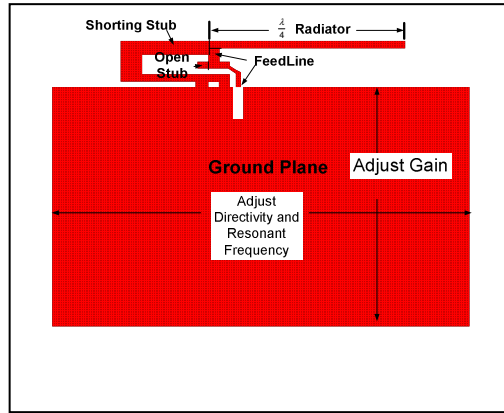 Shorting Stub
λ/4 Radiator
Open
Stub
FeedLine
Ground Plane
Adjust Gain
Adjust
Directivity and
Resonant
Frequency